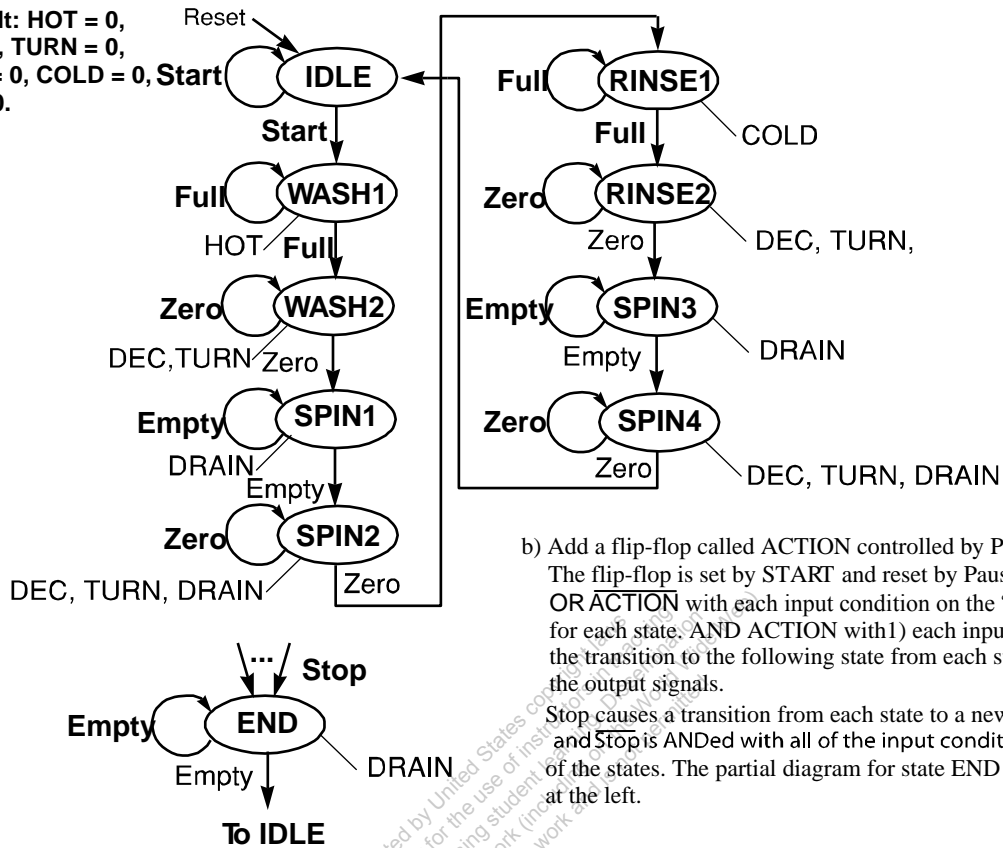 lt: HOT = 0,
, TURN = 0,
= 0, COLD = 0,
0.
Reset
Start
IDLE
Start
Full
WASH1
HOT
Full
Zero
WASH2
DEC,TURN
Zero
Empty
SPIN1
DRAIN
Empty
Zero
SPIN2
DEC, TURN, DRAIN
Zero
Full
RINSE1
COLD
Full
Zero
RINSE2
DEC, TURN,
Zero
Empty
SPIN3
DRAIN
Empty
Zero
SPIN4
DEC, TURN, DRAIN
Zero
... Stop
Empty
END
DRAIN
Empty
To IDLE
b) Add a flip-flop called ACTION controlled by P
The flip-flop is set by START and reset by Paus
OR ACTION with each input condition on the
for each state. AND ACTION with1) each inpu
the transition to the following state from each s
the output signals.
Stop causes a transition from each state to a new
and Stop is ANDed with all of the input condit
of the states. The partial diagram for state END
at the left.